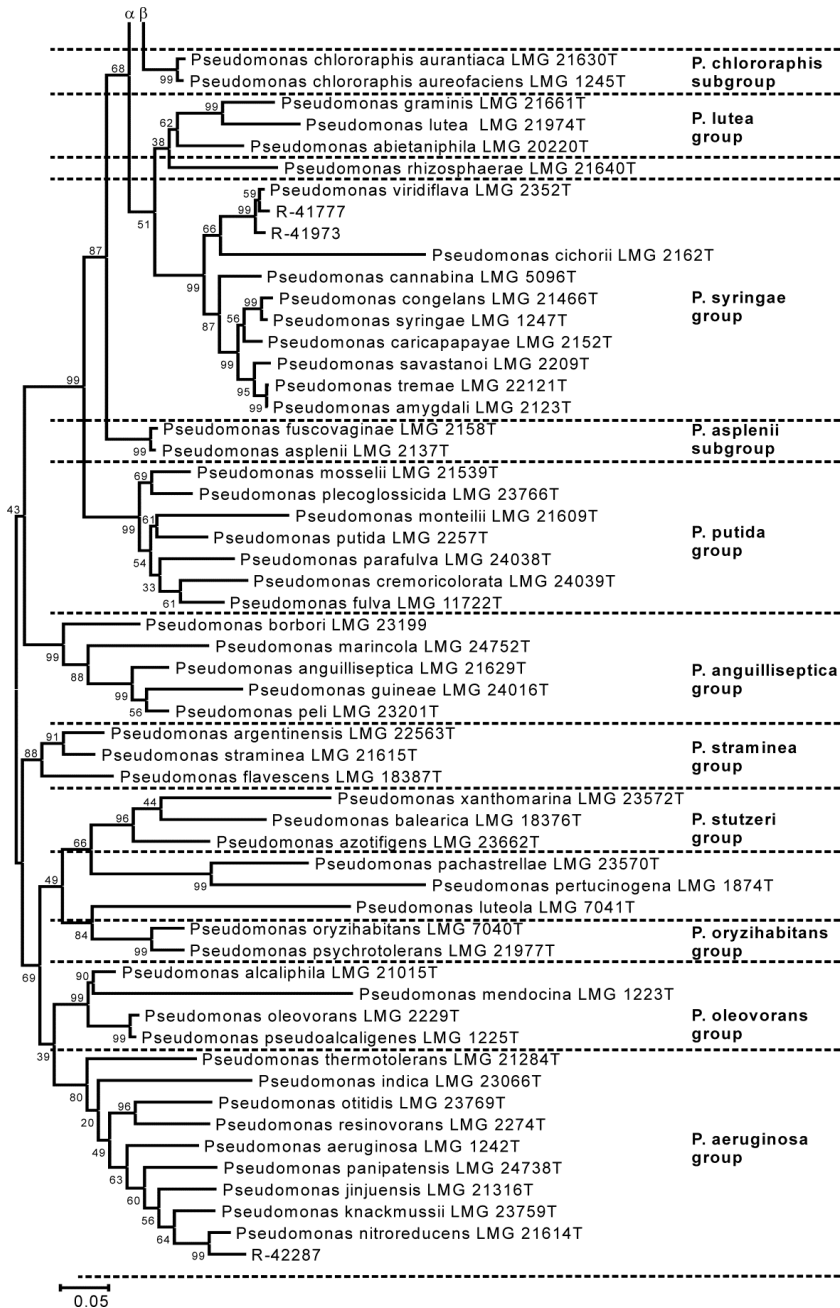 α β
Pseudomonas chlororaphis aurantiaca LMG 21630T
Pseudomonas chlororaphis aureofaciens LMG 1245T
P. chlororaphis
subgroup
99
68
Pseudomonas graminis LMG 21661T
Pseudomonas lutea LMG 21974T
Pseudomonas abietaniphila LMG 20220T
P. lutea
group
99
62
38
Pseudomonas rhizosphaerae LMG 21640T
Pseudomonas viridiflava LMG 2352T
R-41777
R-41973
Pseudomonas cichorii LMG 2162T
Pseudomonas cannabina LMG 5096T
Pseudomonas congelans LMG 21466T
Pseudomonas syringae LMG 1247T
Pseudomonas caricapapayae LMG 2152T
Pseudomonas savastanoi LMG 2209T
Pseudomonas tremae LMG 22121T
Pseudomonas amygdali LMG 2123T
P. syringae
group
59
99
66
51
87
99
99
56
87
99
95
99
99
Pseudomonas fuscovaginae LMG 2158T
Pseudomonas asplenii LMG 2137T
P. asplenii
subgroup
99
Pseudomonas mosselii LMG 21539T
Pseudomonas plecoglossicida LMG 23766T
Pseudomonas monteilii LMG 21609T
Pseudomonas putida LMG 2257T
Pseudomonas parafulva LMG 24038T
Pseudomonas cremoricolorata LMG 24039T
Pseudomonas fulva LMG 11722T
P. putida
group
69
43
61
99
54
33
61
Pseudomonas borbori LMG 23199
Pseudomonas marincola LMG 24752T
Pseudomonas anguilliseptica LMG 21629T
Pseudomonas guineae LMG 24016T
Pseudomonas peli LMG 23201T
P. anguilliseptica
group
99
88
99
56
Pseudomonas argentinensis LMG 22563T
Pseudomonas straminea LMG 21615T
Pseudomonas flavescens LMG 18387T
P. straminea
group
91
88
Pseudomonas xanthomarina LMG 23572T
Pseudomonas balearica LMG 18376T
Pseudomonas azotifigens LMG 23662T
P. stutzeri
group
44
96
66
Pseudomonas pachastrellae LMG 23570T
Pseudomonas pertucinogena LMG 1874T
Pseudomonas luteola LMG 7041T
99
49
Pseudomonas oryzihabitans LMG 7040T
Pseudomonas psychrotolerans LMG 21977T
P. oryzihabitans
group
84
99
Pseudomonas alcaliphila LMG 21015T
Pseudomonas mendocina LMG 1223T
Pseudomonas oleovorans LMG 2229T
Pseudomonas pseudoalcaligenes LMG 1225T
P. oleovorans
group
90
69
99
99
39
Pseudomonas thermotolerans LMG 21284T
Pseudomonas indica LMG 23066T
Pseudomonas otitidis LMG 23769T
Pseudomonas resinovorans LMG 2274T
Pseudomonas aeruginosa LMG 1242T
Pseudomonas panipatensis LMG 24738T
Pseudomonas jinjuensis LMG 21316T
Pseudomonas knackmussii LMG 23759T
Pseudomonas nitroreducens LMG 21614T
R-42287
P. aeruginosa
group
80
96
20
49
63
60
56
64
99
0.05